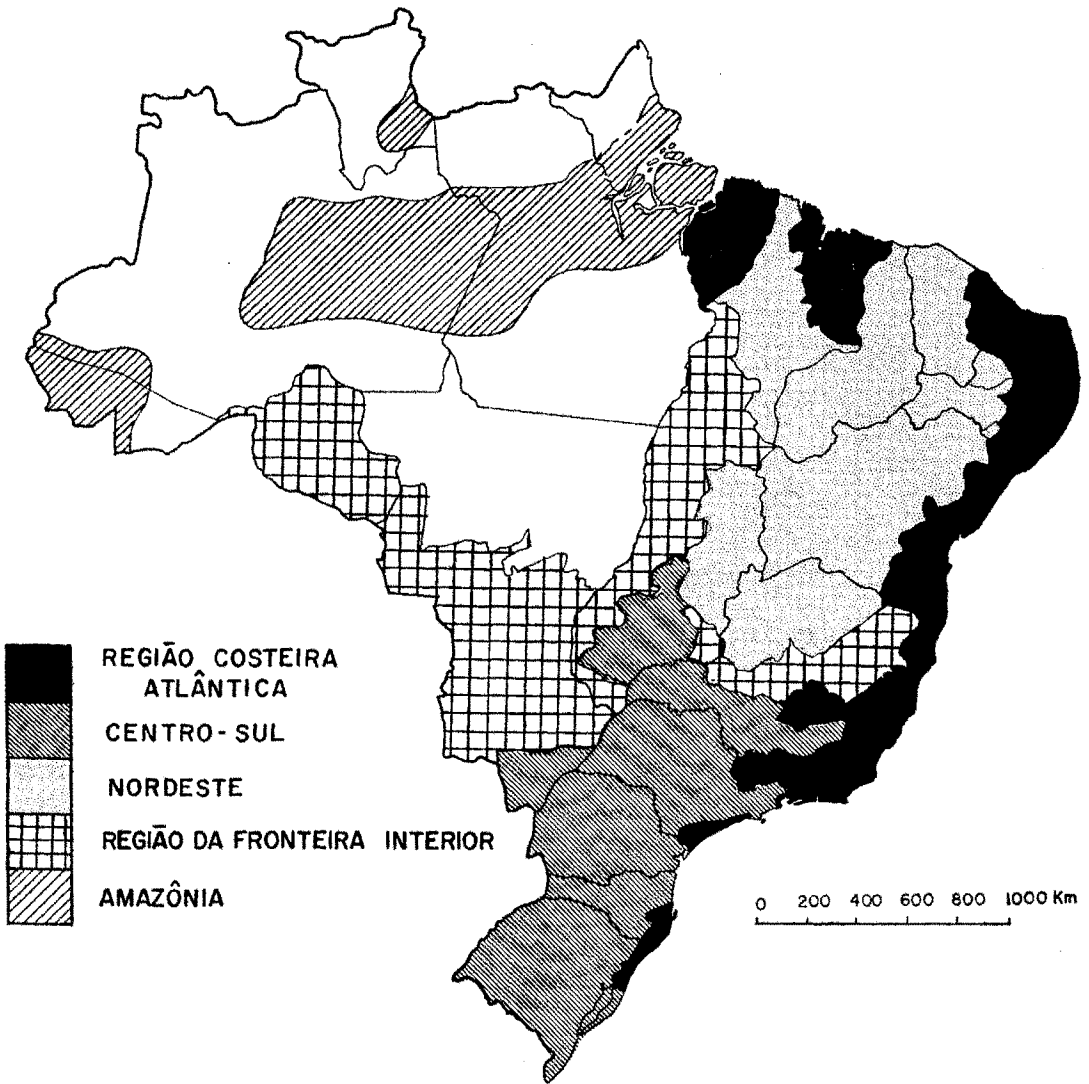 REGIÃO COSTEIRA
ATLÂNTICA
CENTRO-SUL
NORDESTE
REGIÃO DA FRONTEIRA INTERIOR
AMAZÔNIA
0 200 400 600 800 1000 Km